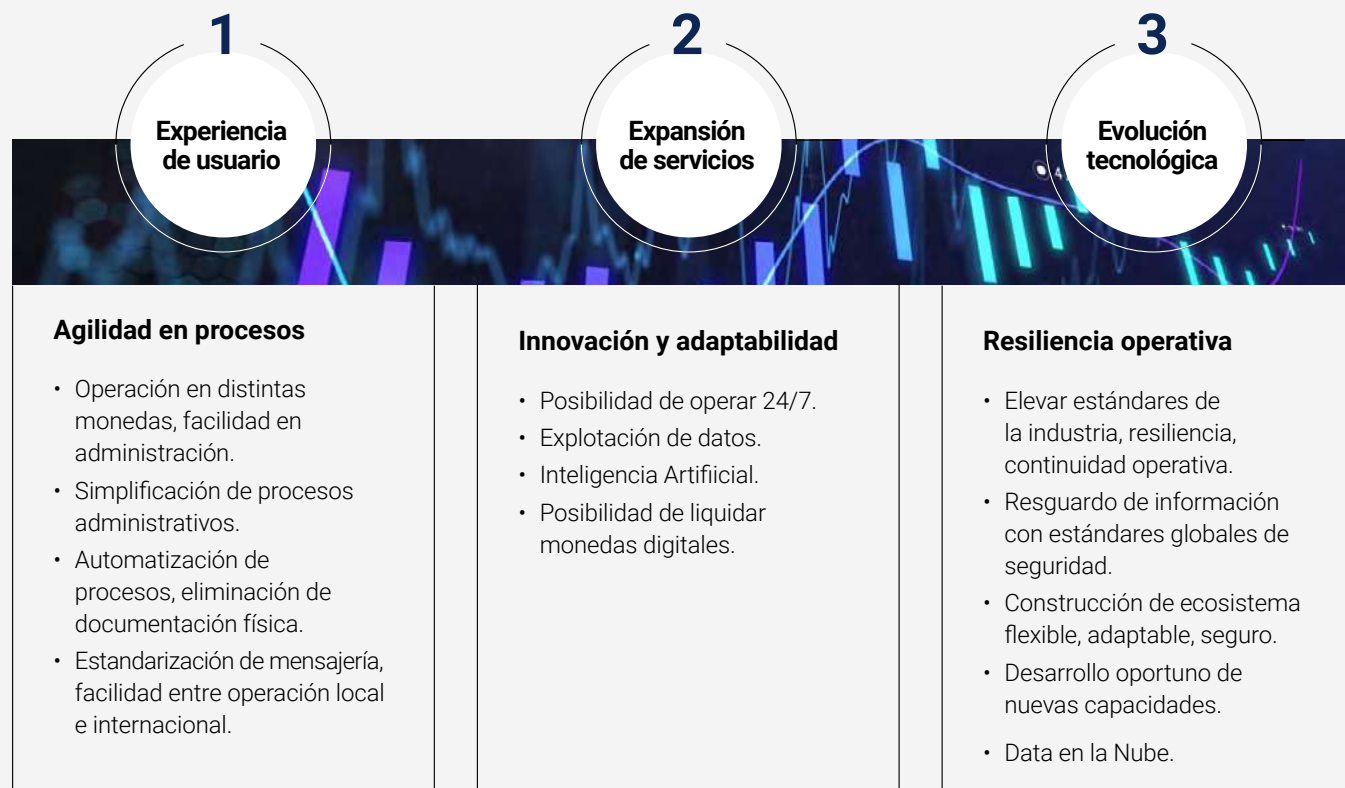 1
Experiencia
de usuario
Agilidad en procesos
• Operación en distintas
monedas, facilidad en
administración.
• Simplificación de procesos
administrativos.
• Automatización de
procesos, eliminación de
documentación física.
• Estandarización de mensajería,
facilidad entre operación local
e internacional.
2
Expansión
de servicios
Innovación y adaptabilidad
• Posibilidad de operar 24/7.
• Explotación de datos.
• Inteligencia Artifiicial.
• Posibilidad de liquidar
monedas digitales.
3
Evolución
tecnológica
4
Resiliencia operativa
• Elevar estándares de
la industria, resiliencia,
continuidad operativa.
• Resguardo de información
con estándares globales de
seguridad.
• Construcción de ecosistema
flexible, adaptable, seguro.
• Desarrollo oportuno de
nuevas capacidades.
• Data en la Nube.